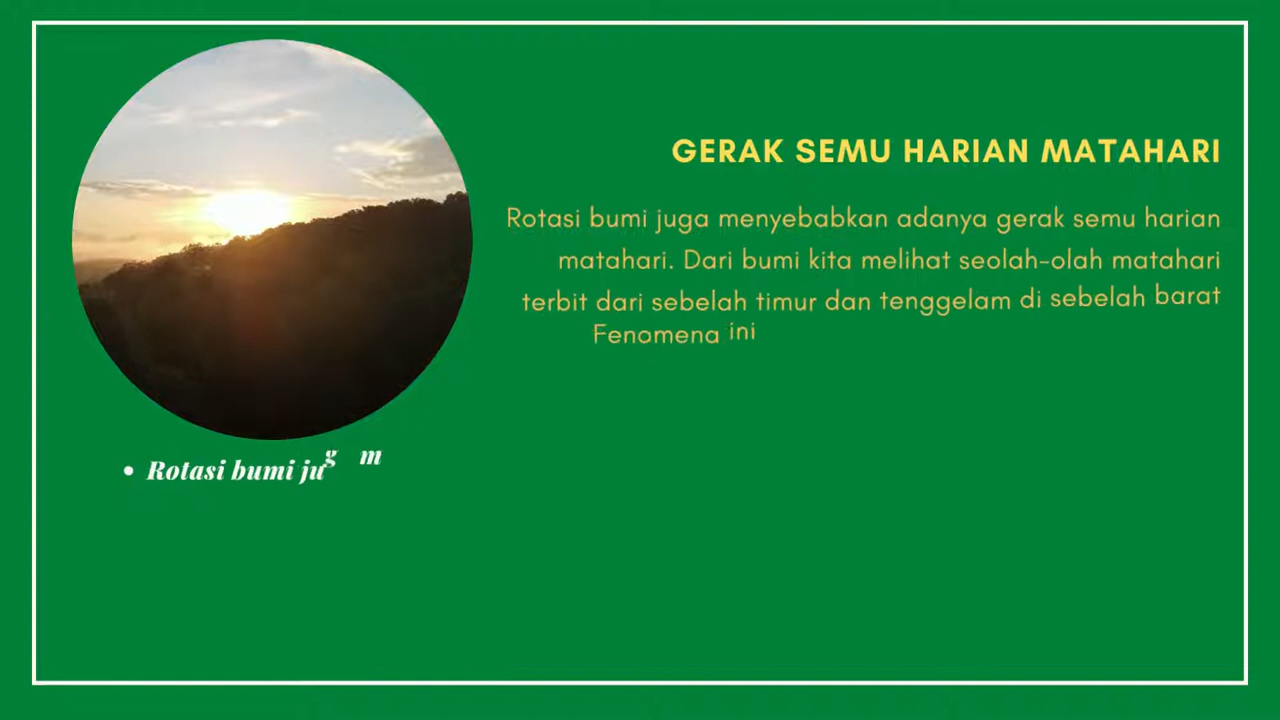 GERAK SEMU HARIAN MATAHARI
Rotasi bumi juga menyebabkan adanya gerak semu harian
matahari. Dari bumi kita melihat seolah-olah matahari
terbit dari sebelah timur dan tenggelam di sebelah barat
Fenomena ini
• Rotasi bumi jug m